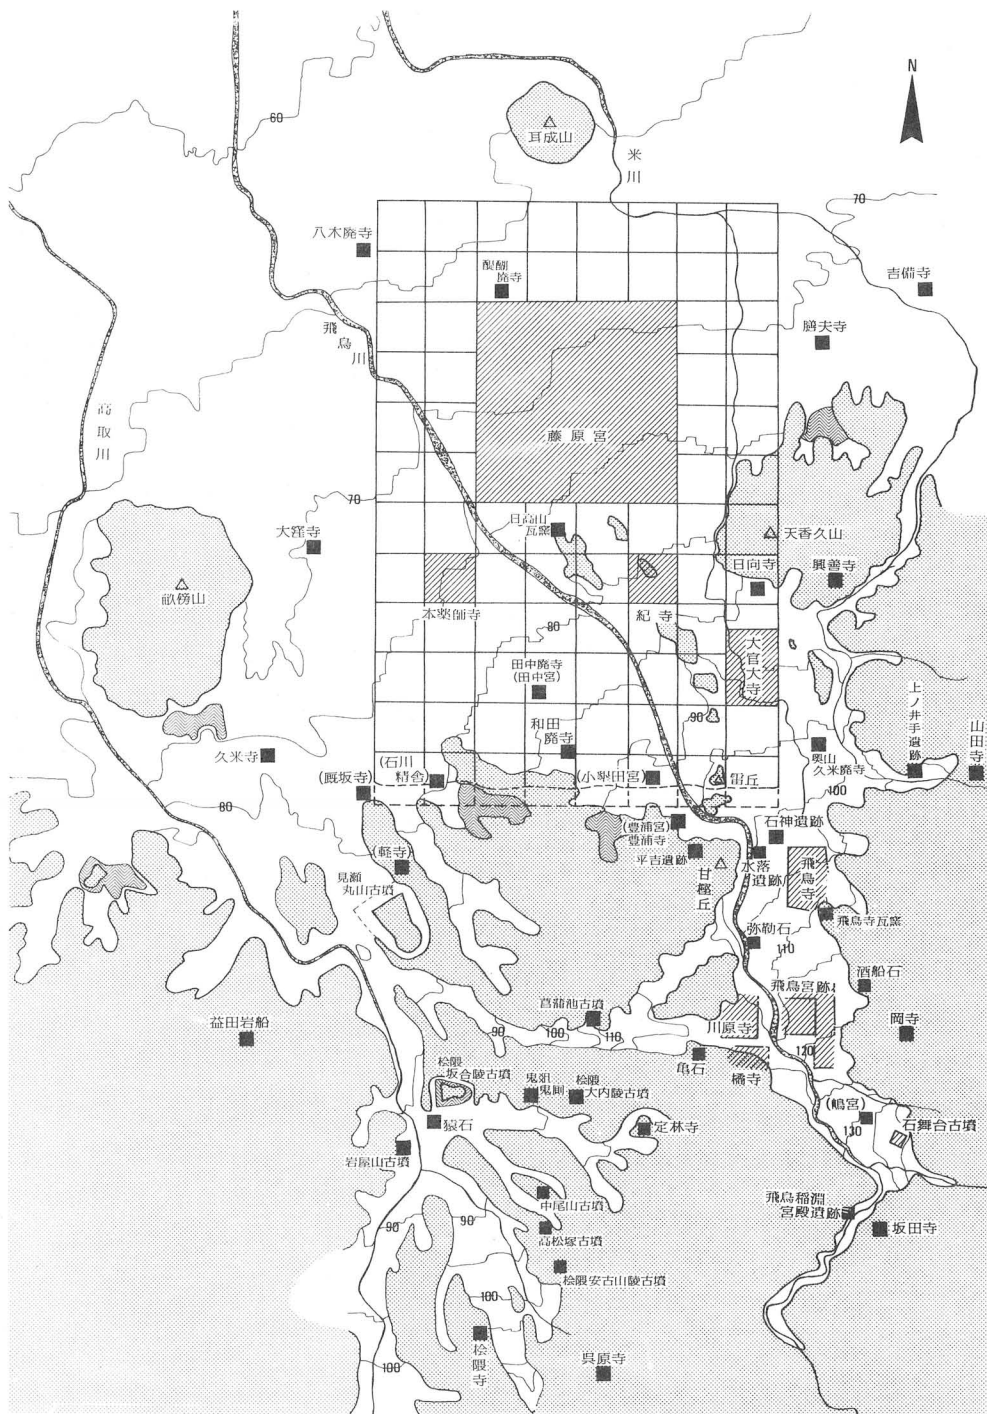 N
60
耳成山
米川
70
八木廃寺
醍醐
廃寺
吉備寺
飛鳥川
膳夫寺
高取川
藤原宮
70
日高山
瓦窯
天香久山
大窪寺
日向寺
興善寺
畝傍山
本薬師寺
紀寺
80
大官大寺
田中廃寺
(田中宮)
上ノ井手遺跡
山田寺
90
和田
廃寺
奥山
久米廃寺
久米寺
(石川
精舎)
(小墾田宮)
雷丘
(厩坂寺)
100
80
(豊浦宮)
豊浦寺
石神遺跡
平吉遺跡
水落
遺跡
飛鳥寺
(軽寺)
甘樫丘
見瀬
丸山古墳
飛鳥寺瓦窯
弥勒石
110
酒船石
飛鳥宮跡
菖蒲池古墳
川原寺
岡寺
益田岩船
90
100
110
120
亀石
橘寺
桧隈
坂合陵古墳
鬼俎
鬼厠
桧隈
大内陵古墳
(嶋宮)
猿石
定林寺
130
石舞台古墳
岩屋山古墳
中尾山古墳
飛鳥稲淵
宮殿遺跡
90
90
高松塚古墳
坂田寺
桧隈安古山陵古墳
100
桧隈寺
呉原寺
100